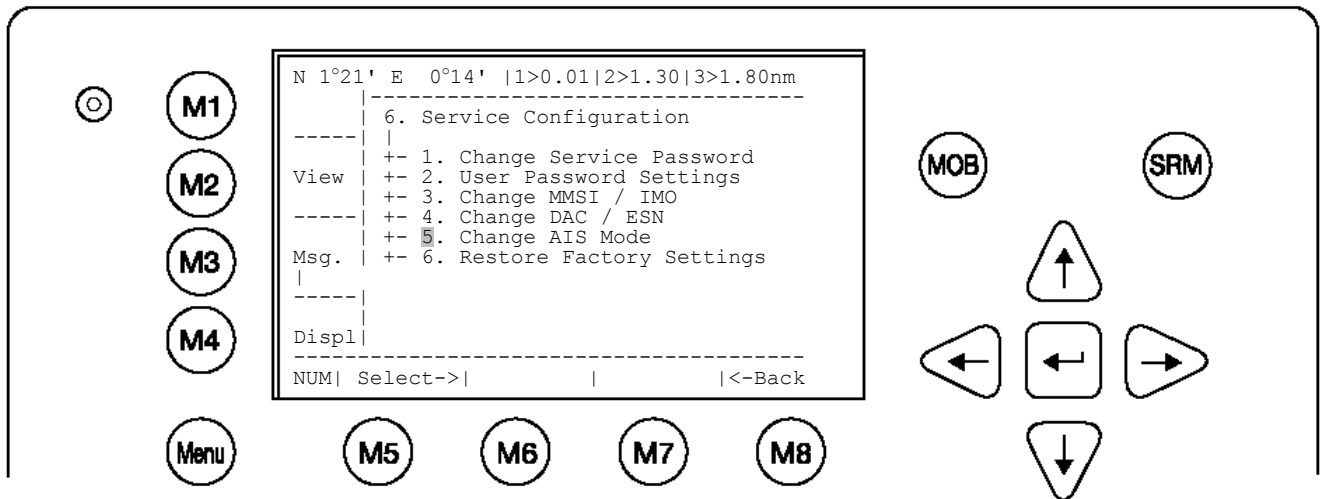 N 1°21' E  0°14' |1>0.01|2>1.30|3>1.80nm
|----------------------------------
M1
| 6. Service Configuration
-----| |
| +- 1. Change Service Password
MOB
SRM
M2
View | +- 2. User Password Settings
| +- 3. Change MMSI / IMO
-----| +- 4. Change DAC / ESN
| +- 5. Change AIS Mode
M3
Msg. | +- 6. Restore Factory Settings
|
-----|
|
M4
Displ|
----------------------------------------
NUM| Select->|         |         |<-Back
Menu
M5
M6
M7
M8